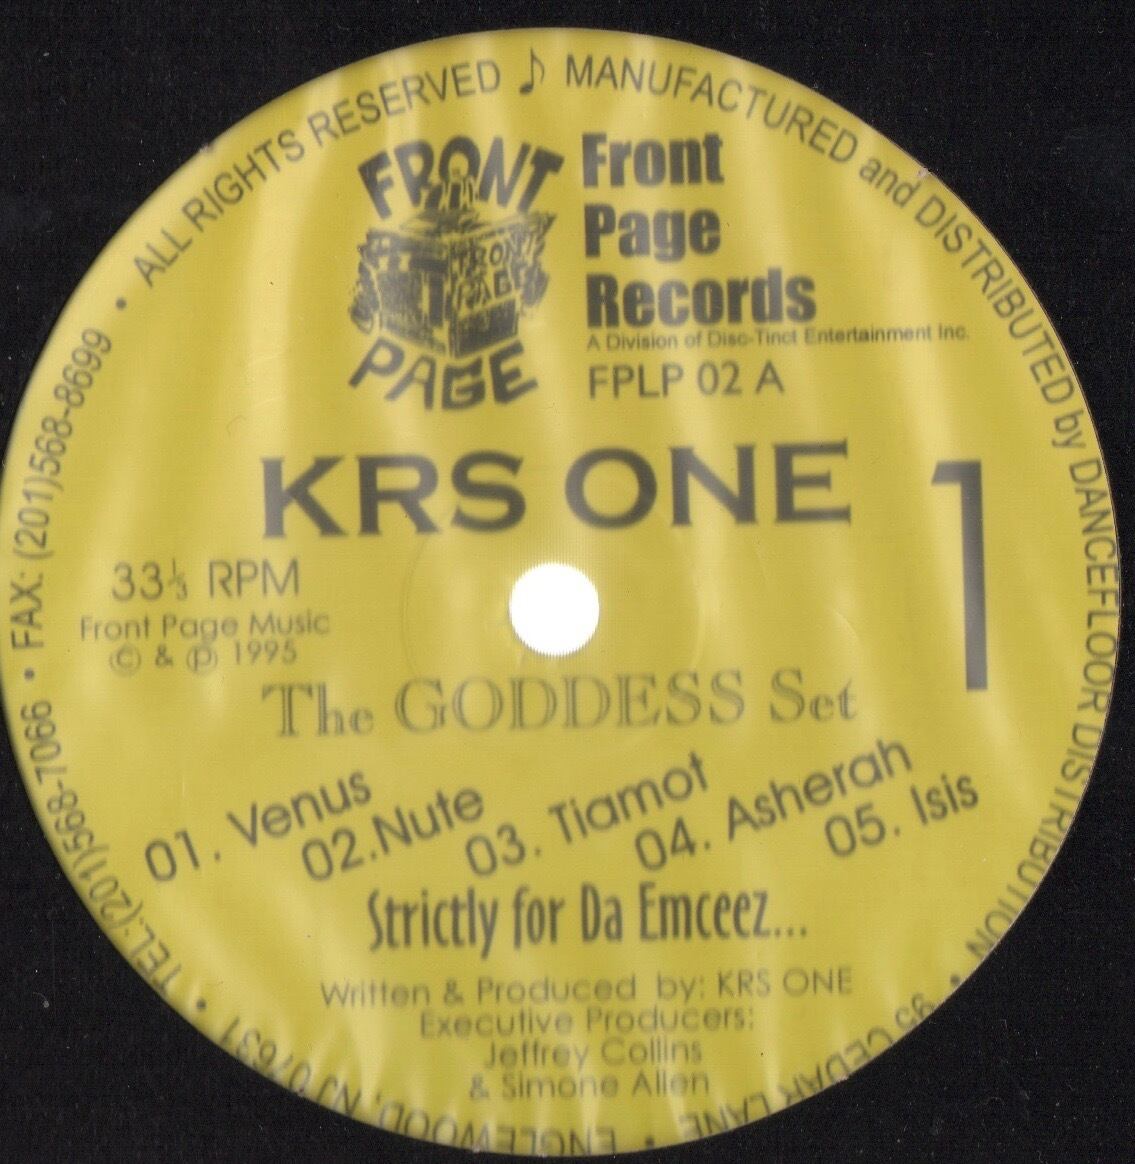 ALL RIGHTS RESERVED ♪ MANUFACTURED and DISTRIBUTED by DANCEFLOOR DISTRIBUTION • 95 CEDAR LANE • ENGLEWOOD, NJ 07631 • TEL:(201)568-7066 • FAX: (201)568-8699 •
FRONT
FRONT
PAGE
PAGE
Front
Page
Records
A Division of Disc-Tinct Entertainment Inc.
FPLP 02 A
KRS ONE
1
33⅓ RPM
Front Page Music
© & ℗ 1995
The GODDESS Set
01. Venus
02.Nute
03. Tiamot
04. Asherah
05. Isis
Strictly for Da Emceez...
Written & Produced by: KRS ONE
Executive Producers:
Jeffrey Collins
& Simone Allen